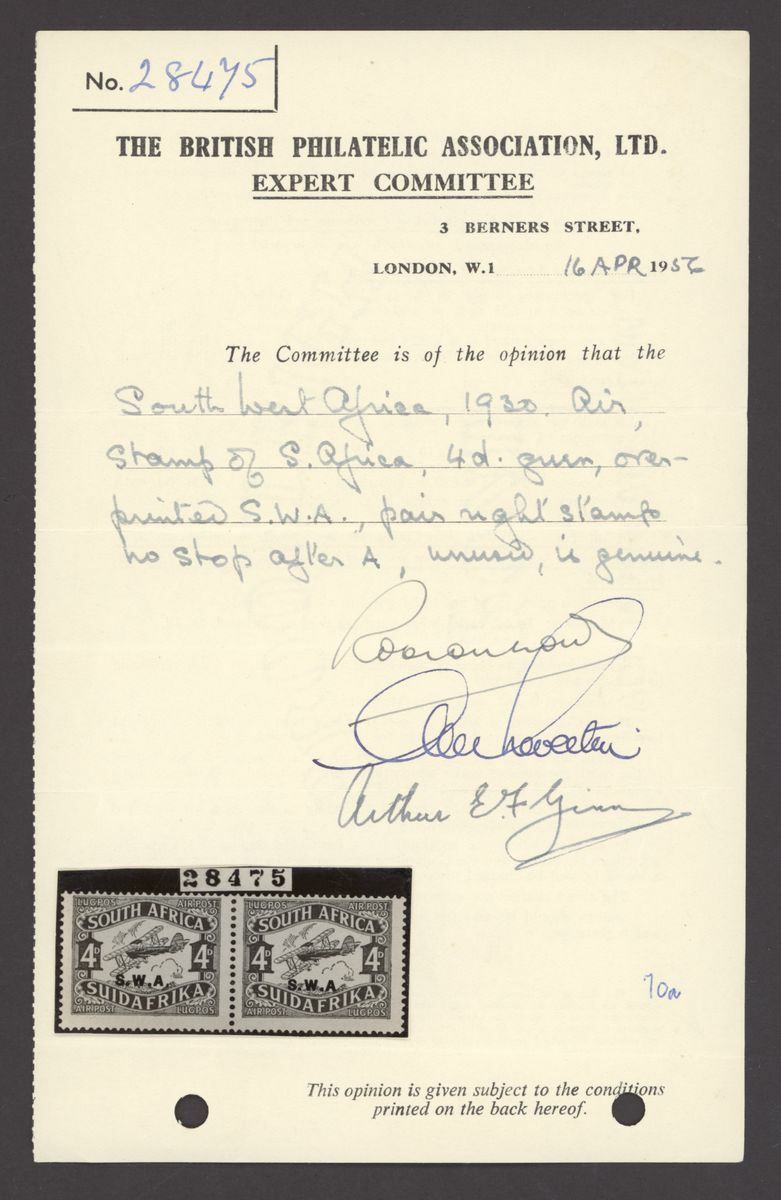 No. 28475
THE BRITISH PHILATELIC ASSOCIATION, LTD.
EXPERT COMMITTEE
3 BERNERS STREET,
LONDON, W.1 16 APR 1956
The Committee is of the opinion that the
South West Africa, 1930. Air
stamp of S. Africa, 4d. green, over-
printed S.W.A., pair right stamp
no stop after A, unused, is genuine.
Arthur E.F. Ginn
28475
LUGPOS AIR POST LUGPOS AIR POST
SOUTH AFRICA SOUTH AFRICA
4D 4D 4D 4D
S.W.A. S.W.A
SUIDAFRIKA SUIDAFRIKA
AIR POST LUGPOS AIR POST LUGPOS
This opinion is given subject to the conditions
printed on the back hereof.